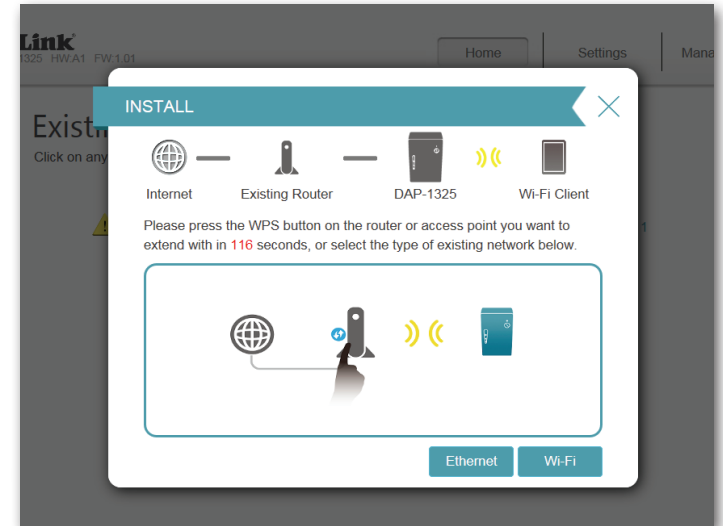 Link
1325 HW:A1 FW:1.01
Home
Settings
Mana
INSTALL
Existi
Click on any
Internet
Existing Router
DAP-1325
Wi-Fi Client
Please press the WPS button on the router or access point you want to
extend with in 116 seconds, or select the type of existing network below.
Ethernet
Wi-Fi